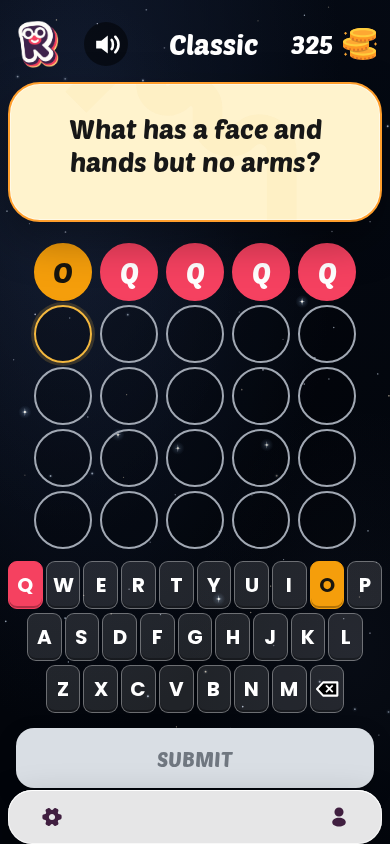 R
Classic
325
What has a face and
hands but no arms?
O Q Q Q Q
Q W E R T Y U I O P
A S D F G H J K L
Z X C V B N M
SUBMIT